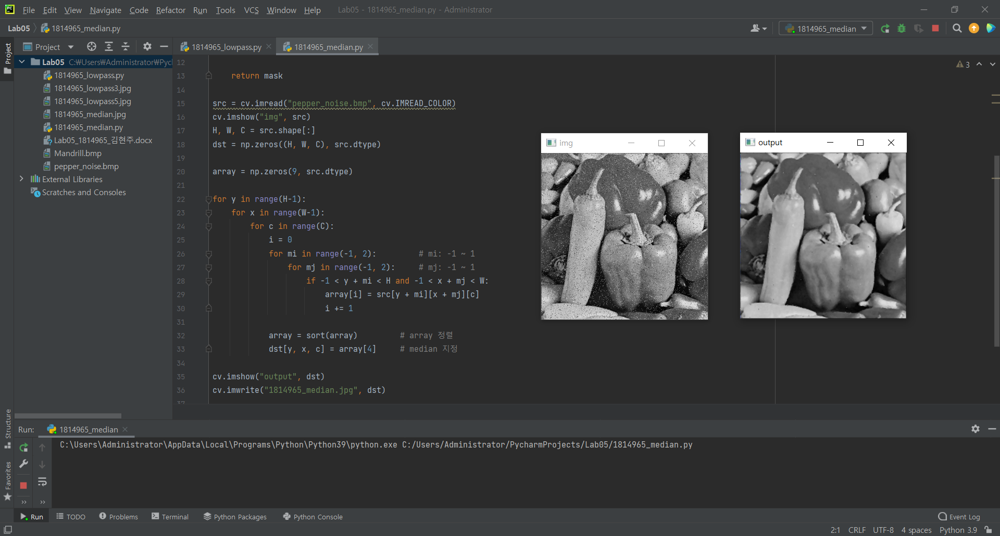 PC File Edit View Navigate Code Refactor Run Tools VCS Window Help Lab05 - 1814965_median.py - Administrator
Lab05 1814965_median.py 1814965_median
Project
Project 1814965_lowpass.py 1814965_median.py
Lab05 C:₩Users₩Administrator₩Pyc
1814965_lowpass.py
1814965_lowpass3.jpg
1814965_lowpass5.jpg
1814965_median.jpg
1814965_median.py
Lab05_1814965_김현주.docx
Mandrill.bmp
pepper_noise.bmp
External Libraries
Scratches and Consoles
3
12
13 return mask
14
15 src = cv.imread("pepper_noise.bmp", cv.IMREAD_COLOR)
16 cv.imshow("img", src)
17 H, W, C = src.shape[:]
18 dst = np.zeros((H, W, C), src.dtype)
19
20 array = np.zeros(9, src.dtype)
21
22 for y in range(H-1):
23 for x in range(W-1):
24 for c in range(C):
25 i = 0
26 for mi in range(-1, 2): # mi: -1 ~ 1
27 for mj in range(-1, 2): # mj: -1 ~ 1
28 if -1 < y + mi < H and -1 < x + mj < W:
29 array[i] = src[y + mi][x + mj][c]
30 i += 1
31
32 array = sort(array) # array 정렬
33 dst[y, x, c] = array[4] # median 지정
34
35 cv.imshow("output", dst)
36 cv.imwrite("1814965_median.jpg", dst)
37
img
output
Structure
Favorites
Run: 1814965_median
C:\Users\Administrator\AppData\Local\Programs\Python\Python39\python.exe C:/Users/Administrator/PycharmProjects/Lab05/1814965_median.py
Run TODO Problems Terminal Python Packages Python Console Event Log
2:1 CRLF UTF-8 4 spaces Python 3.9